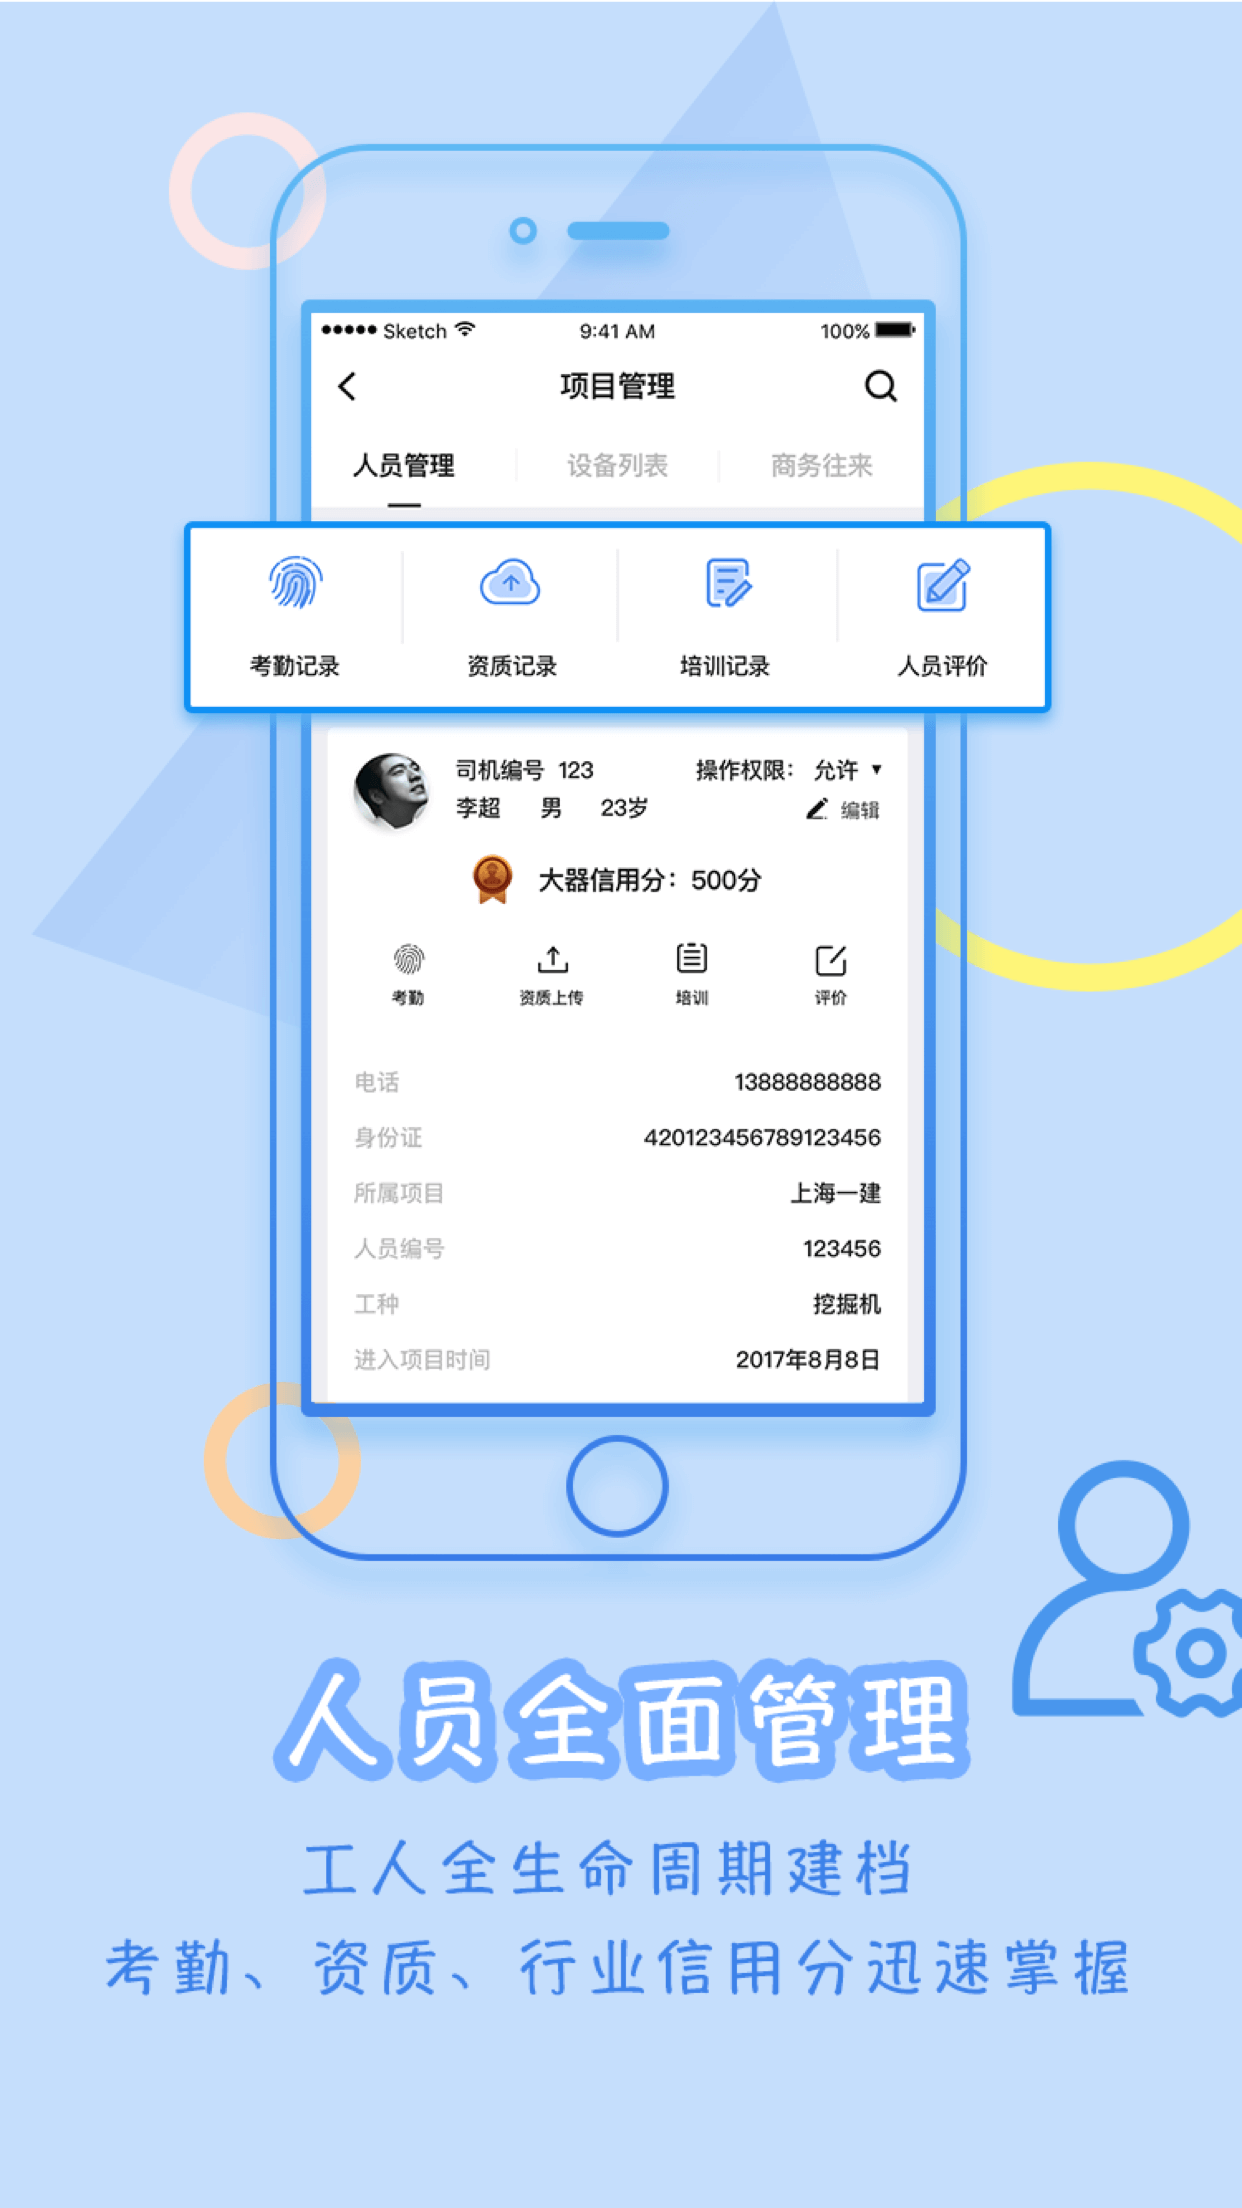 Sketch 9:41 AM 100%
项目管理
人员管理 设备列表 商务往来
考勤记录 资质记录 培训记录 人员评价
司机编号 123 操作权限： 允许
李超 男 23岁 编辑
大器信用分：500分
考勤 资质上传 培训 评价
电话 13888888888
身份证 420123456789123456
所属项目 上海一建
人员编号 123456
工种 挖掘机
进入项目时间 2017年8月8日
人员全面管理
工人全生命周期建档
考勤、资质、行业信用分迅速掌握